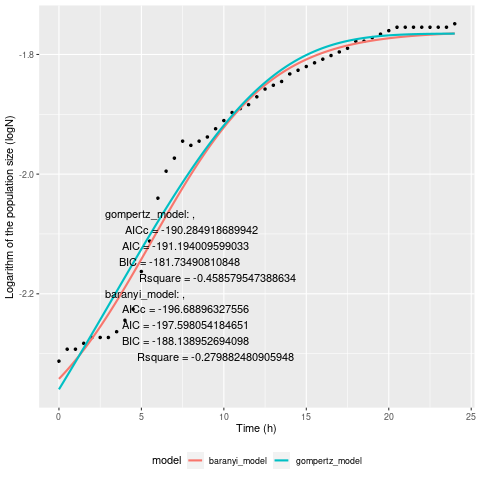 -1.8
-2.0
-2.2
Logarithm of the population size (logN)
gompertz_model: ,
AICc = -190.284918689942
AIC = -191.194009599033
BIC = -181.73490810848
Rsquare = -0.458579547388634
baranyi_model: ,
AICc = -196.68896327556
AIC = -197.598054184651
BIC = -188.138952694098
Rsquare = -0.279882480905948
0 5 10 15 20 25
Time (h)
model baranyi_model gompertz_model